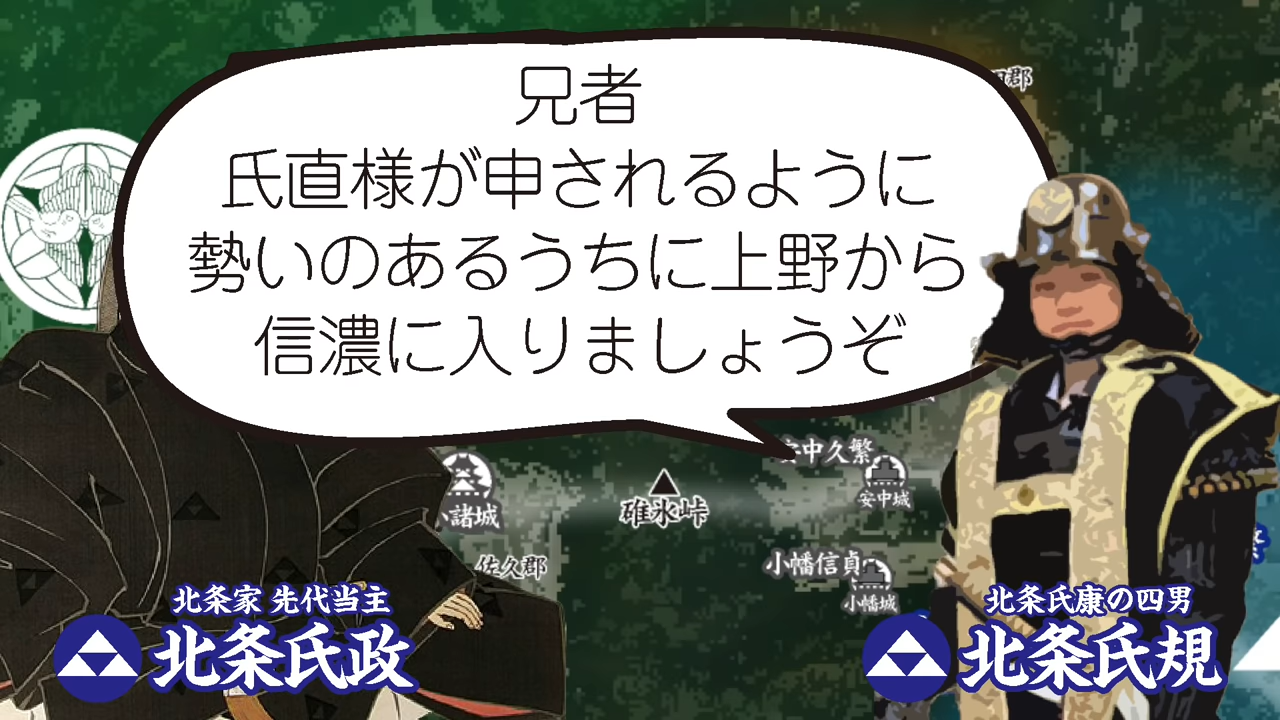 兄者
氏直様が申されるように
勢いのあるうちに上野から
信濃に入りましょうぞ
安中久繁
安中城
碓氷峠
小諸城
佐久郡
小幡信貞
小幡城
北条家 先代当主
北条氏政
北条氏康の四男
北条氏規